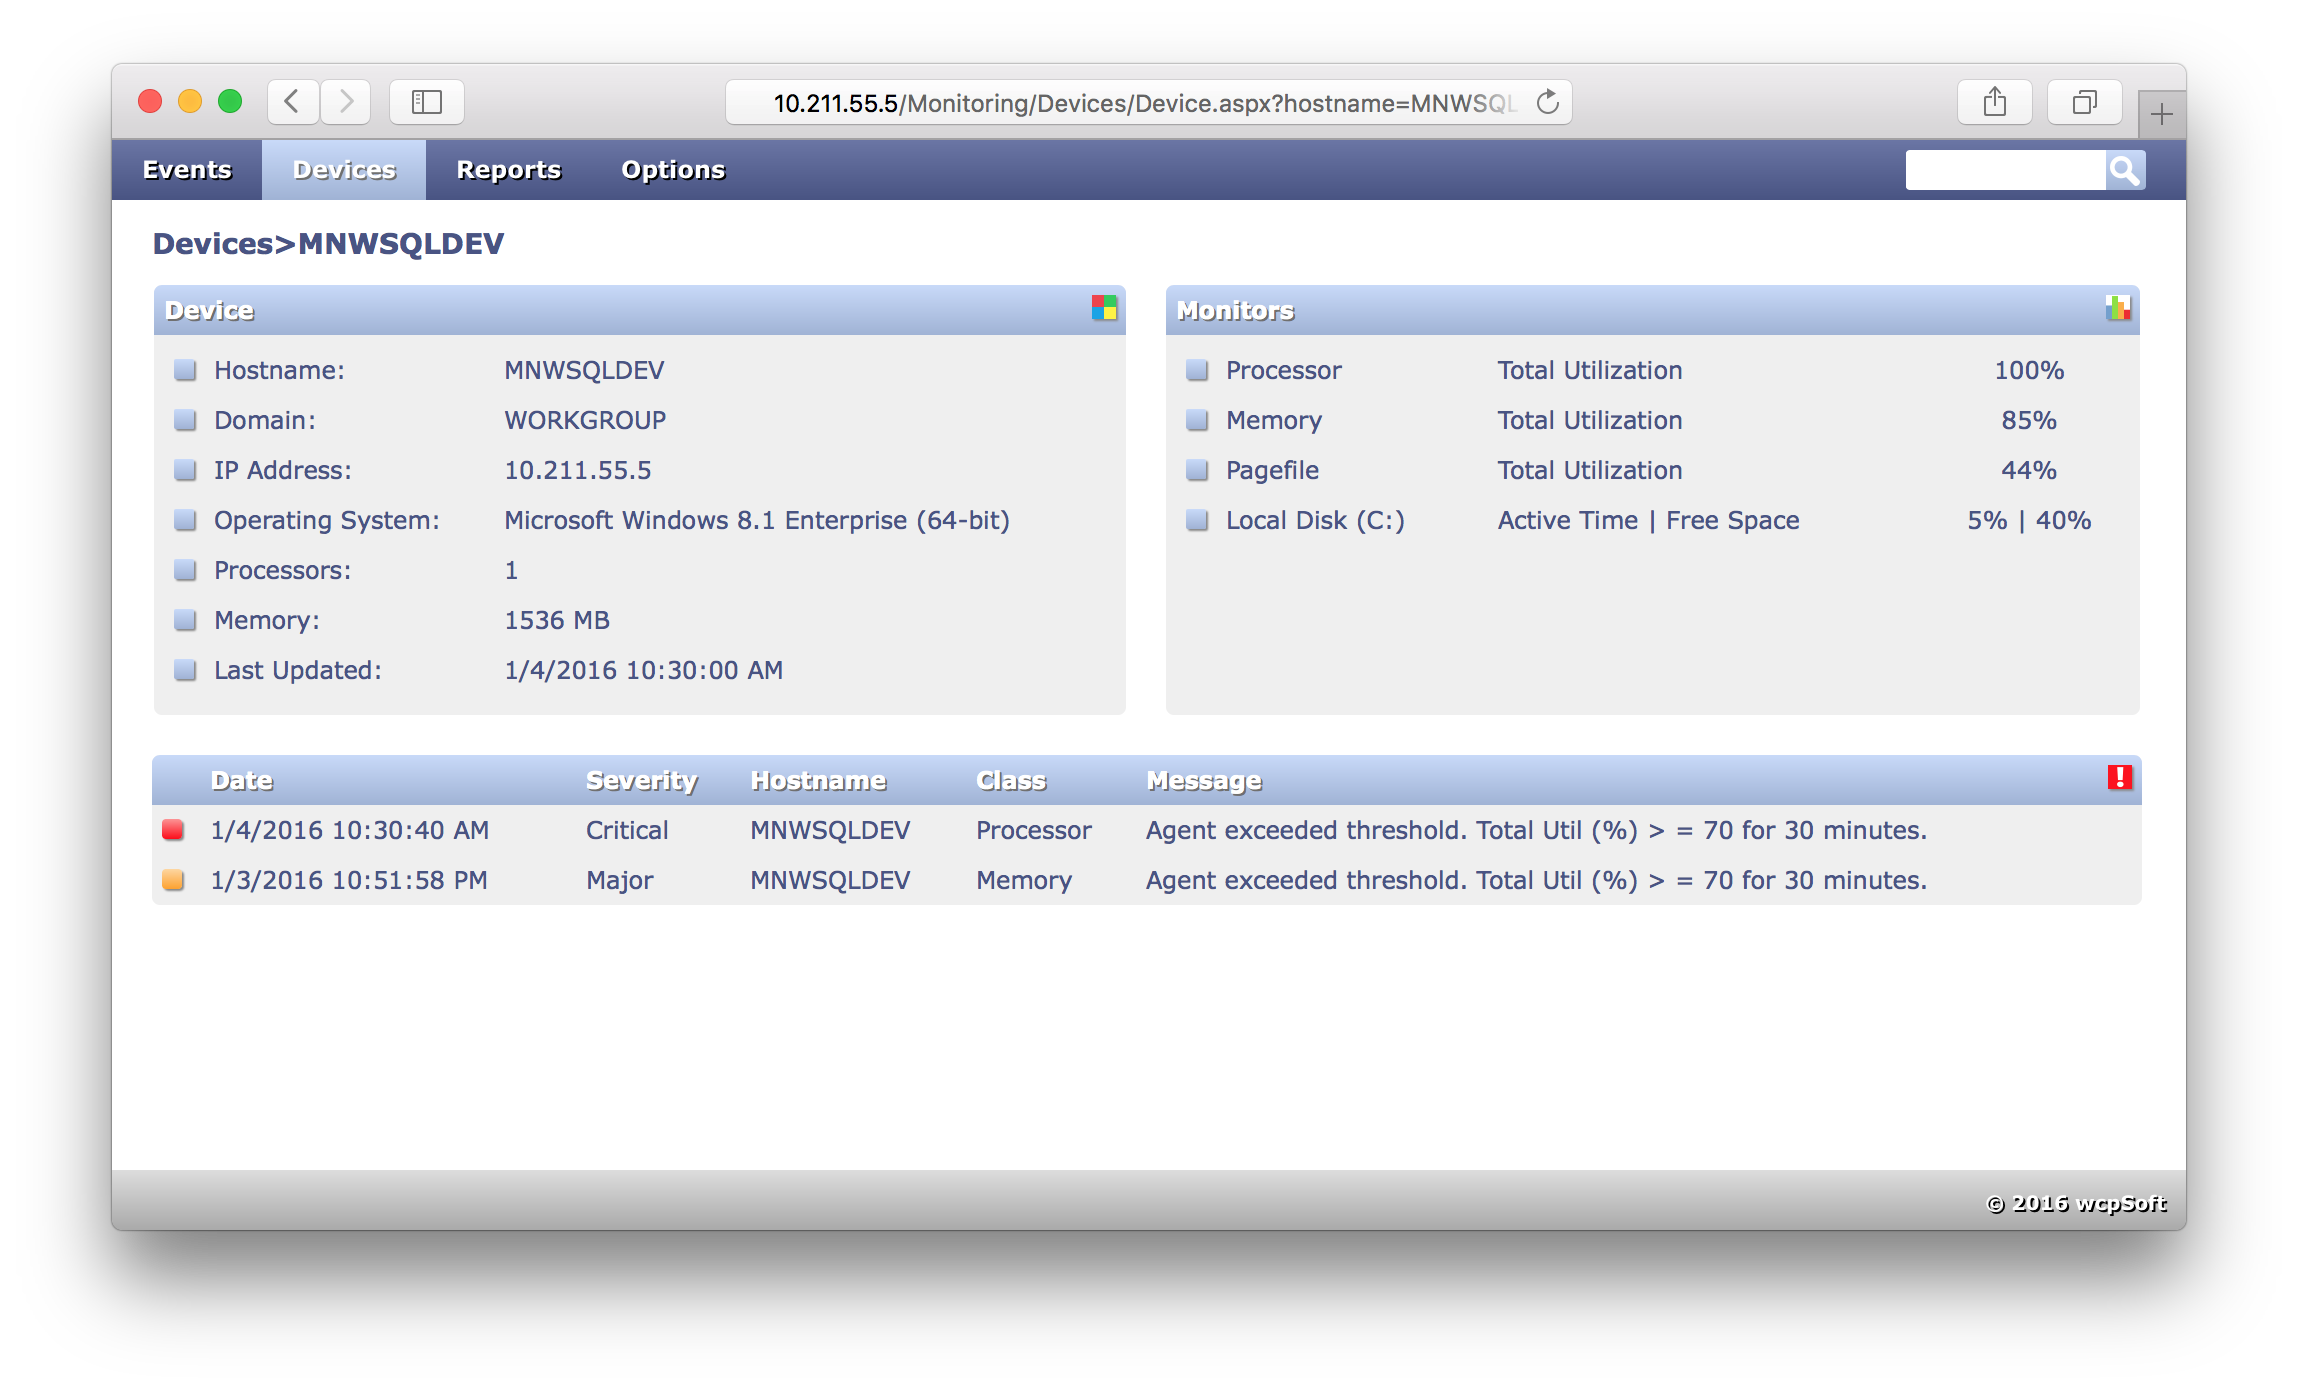 10.211.55.5/Monitoring/Devices/Device.aspx?hostname=MNWSQL
Events Devices Reports Options
Devices>MNWSQLDEV
Device
Hostname: MNWSQLDEV
Domain: WORKGROUP
IP Address: 10.211.55.5
Operating System: Microsoft Windows 8.1 Enterprise (64-bit)
Processors: 1
Memory: 1536 MB
Last Updated: 1/4/2016 10:30:00 AM
Monitors
Processor Total Utilization 100%
Memory Total Utilization 85%
Pagefile Total Utilization 44%
Local Disk (C:) Active Time | Free Space 5% | 40%
Date Severity Hostname Class Message
1/4/2016 10:30:40 AM Critical MNWSQLDEV Processor Agent exceeded threshold. Total Util (%) > = 70 for 30 minutes.
1/3/2016 10:51:58 PM Major MNWSQLDEV Memory Agent exceeded threshold. Total Util (%) > = 70 for 30 minutes.
© 2016 wcpSoft